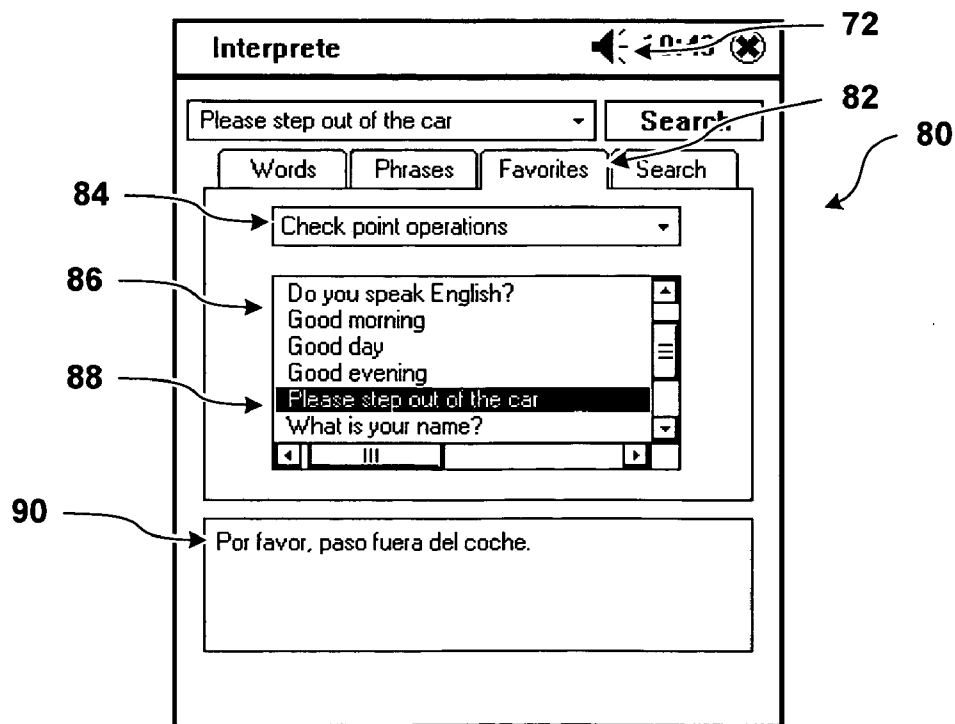 72
Interprete
82
Please step out of the car
Search
80
Words Phrases Favorites Search
84
Check point operations
86
Do you speak English?
Good morning
Good day
Good evening
88
Please step out of the car
What is your name?
90
Por favor, paso fuera del coche.